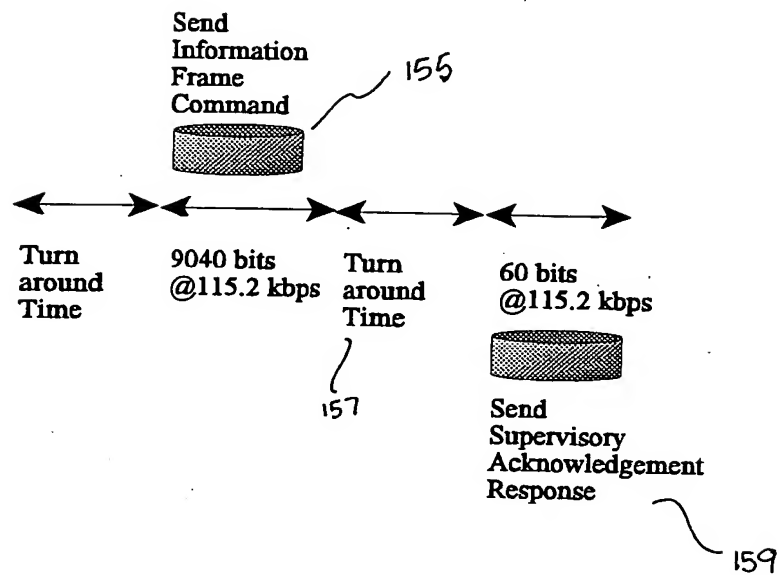 Send
Information
Frame
Command
155
Turn
around
Time
9040 bits
@115.2 kbps
Turn
around
Time
157
60 bits
@115.2 kbps
Send
Supervisory
Acknowledgement
Response
159